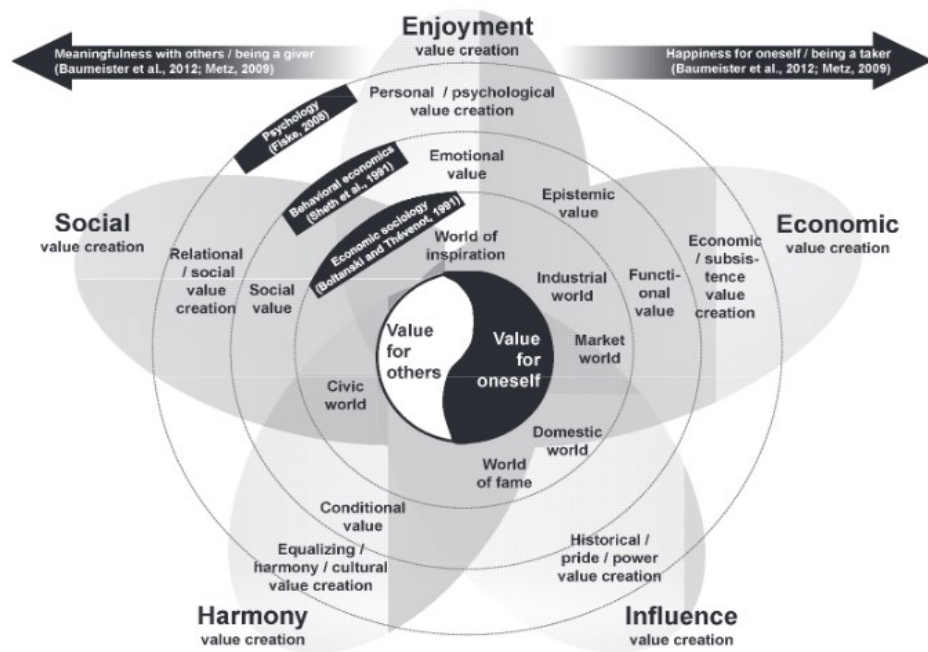 Enjoyment
value creation
Meaningfulness with others / being a giver
(Baumeister et al., 2012; Metz, 2009)
Happiness for oneself / being a taker
(Baumeister et al., 2012; Metz, 2009)
Personal / psychological
value creation
Psychology
(Fiske, 2008)
Behavioral economics
(Sheth et al., 1991)
Economic sociology
(Boltanski and Thévenot, 1991)
Emotional
value
Epistemic
value
Social
value creation
Economic
value creation
Relational
/ social
value
creation
Social
value
World of
inspiration
Industrial
world
Functi-
onal
value
Economic
/ subsis-
tence
value
creation
Value
for
others
Value
for
oneself
Market
world
Civic
world
Domestic
world
World
of fame
Conditional
value
Equalizing /
harmony / cultural
value creation
Historical /
pride / power
value creation
Harmony
value creation
Influence
value creation